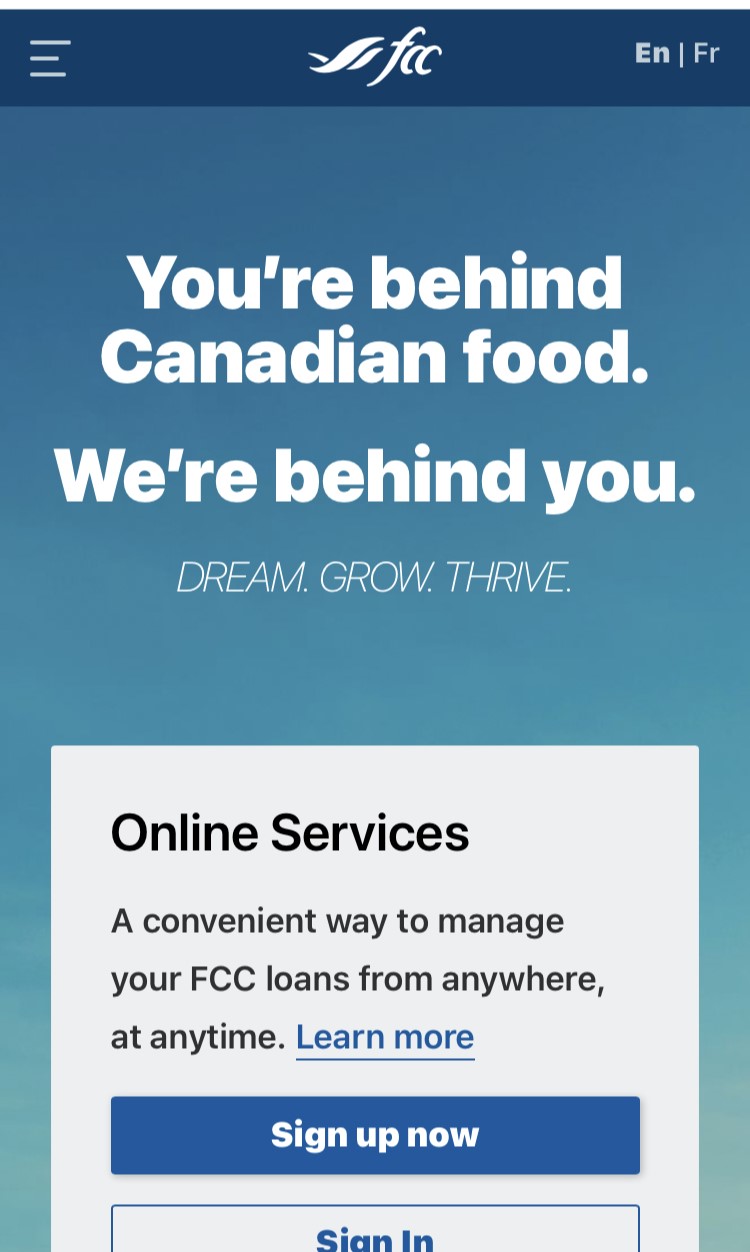 fcc
En | Fr
You’re behind
Canadian food.
We’re behind you.
DREAM. GROW. THRIVE.
Online Services
A convenient way to manage
your FCC loans from anywhere,
at anytime. Learn more
Sign up now
Sign In